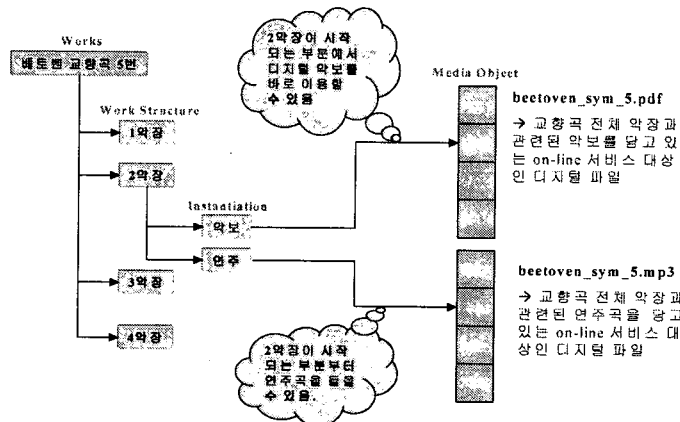 Works
베토벤 교향곡 5번
Work Structure
1악장
2악장
3악장
4악장
Instantiation
악보
연주
2악장이 시작
되는 부분에서
디지털 악보를
바로 이용할
수 있음
2악장이 시작
되는 부분부터
연주곡을 들을
수 있음.
Media Object
beetoven_sym_5.pdf
→ 교향곡 전체 악장과
관련된 악보를 담고 있
는 on-line 서비스 대상
인 디지털 파일
beetoven_sym_5.mp3
→ 교향곡 전체 악장과
관련된 연주곡을 담고
있는 on-line 서비스 대
상인 디지털 파일